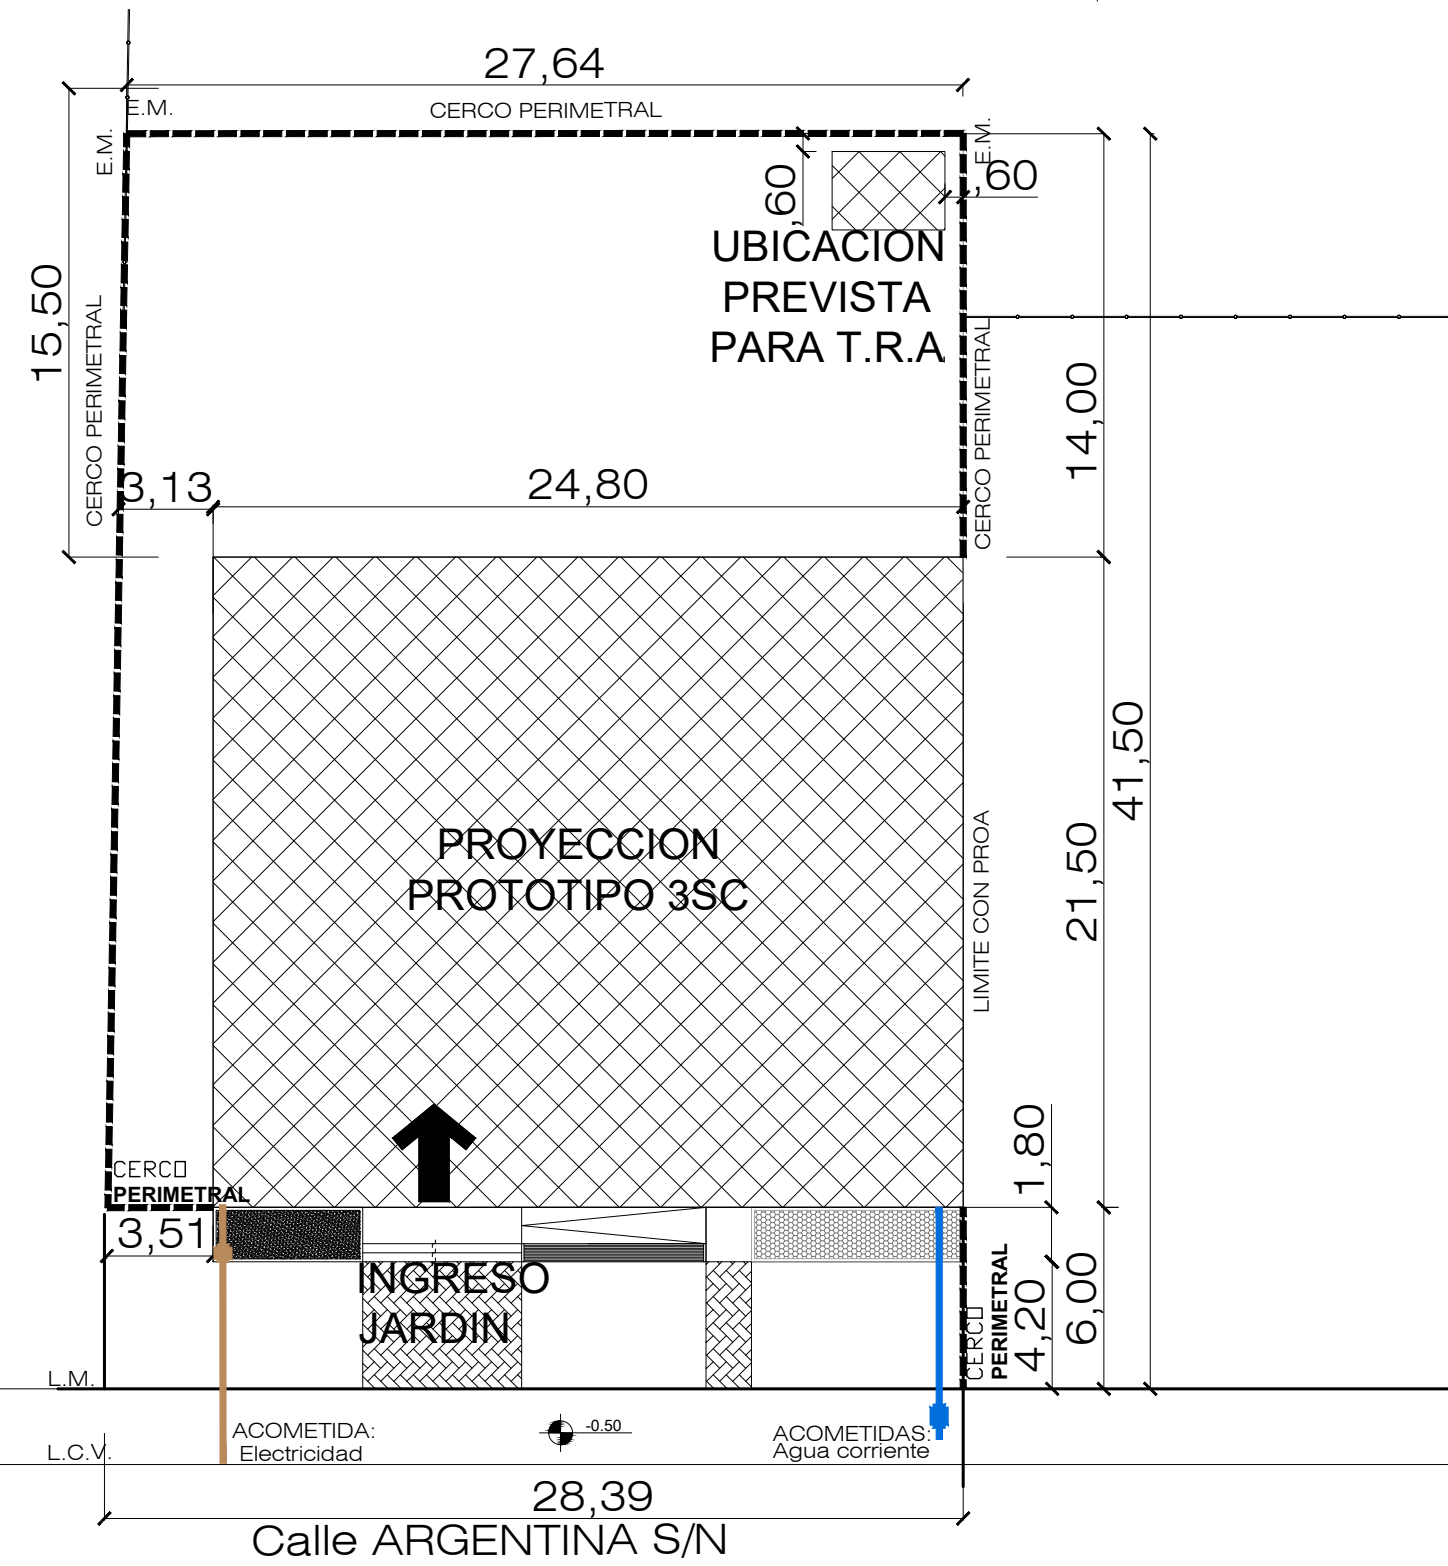 27,64
E.M.
CERCO PERIMETRAL
E.M.
E.M.
,60
,60
UBICACION
PREVISTA
PARA T.R.A
15,50
CERCO PERIMETRAL
CERCO PERIMETRAL
14,00
3,13
24,80
41,50
PROYECCION
PROTOTIPO 3SC
21,50
LIMITE CON PROA
1,80
CERCO
PERIMETRAL
3,51
INGRESO
JARDIN
CERCO
PERIMETRAL
4,20
6,00
L.M.
ACOMETIDA:
Electricidad
-0.50
ACOMETIDAS:
Agua corriente
L.C.V.
28,39
Calle ARGENTINA S/N